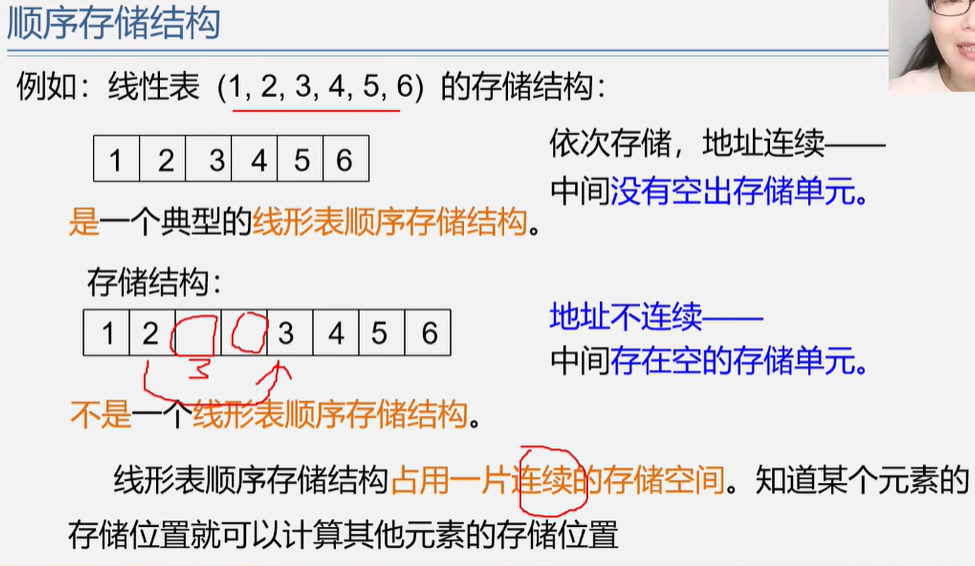 顺序存储结构
例如：线性表（1, 2, 3, 4, 5, 6）的存储结构：
1 2 3 4 5 6
依次存储，地址连续——
中间没有空出存储单元。
是一个典型的线形表顺序存储结构。
存储结构：
1 2 3 4 5 6
3
地址不连续——
中间存在空的存储单元。
不是一个线形表顺序存储结构。
线形表顺序存储结构占用一片连续的存储空间。知道某个元素的
存储位置就可以计算其他元素的存储位置